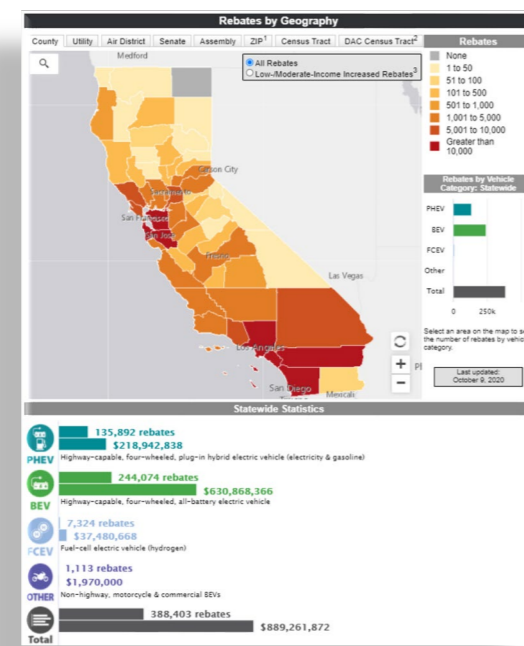 Rebates by Geography
County Utility Air District Senate Assembly ZIP1 Census Tract DAC Census Tract2
All Rebates
Low-/Moderate-Income Increased Rebates3
Medford
Carson City
Sacramento
San Francisco
San Jose
Fresno
Las Vegas
Los Angeles
San Diego
Mexicali
Rebates
None
1 to 50
51 to 100
101 to 500
501 to 1,000
1,001 to 5,000
5,001 to 10,000
Greater than
10,000
Rebates by Vehicle
Category: Statewide
PHEV
BEV
FCEV
Other
Total
0 250k
Select an area on the map to s
the number of rebates by vehic
category.
Last updated:
October 9, 2020
Statewide Statistics
135,892 rebates
$218,942,838
PHEV Highway-capable, four-wheeled, plug-in hybrid electric vehicle (electricity & gasoline)
244,074 rebates
$630,868,366
BEV Highway-capable, four-wheeled, all-battery electric vehicle
7,324 rebates
$37,480,668
FCEV Fuel-cell electric vehicle (hydrogen)
1,113 rebates
$1,970,000
OTHER Non-highway, motorcycle & commercial BEVs
388,403 rebates
$889,261,872
Total